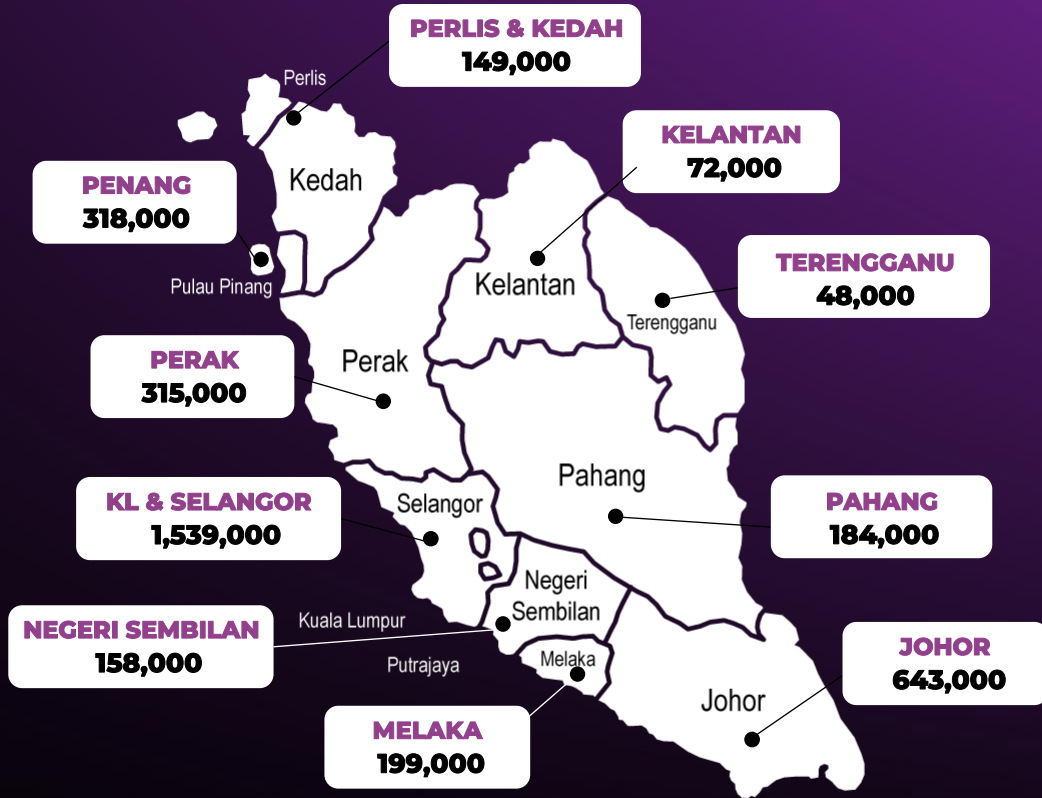 PERLIS & KEDAH
149,000
Perlis
KELANTAN
72,000
Kedah
PENANG
318,000
TERENGGANU
48,000
Pulau Pinang
Kelantan
Terengganu
PERAK
315,000
Perak
Pahang
KL & SELANGOR
1,539,000
Selangor
PAHANG
184,000
Negeri
Sembilan
NEGERI SEMBILAN
158,000
Kuala Lumpur
Putrajaya
Melaka
JOHOR
643,000
Johor
MELAKA
199,000